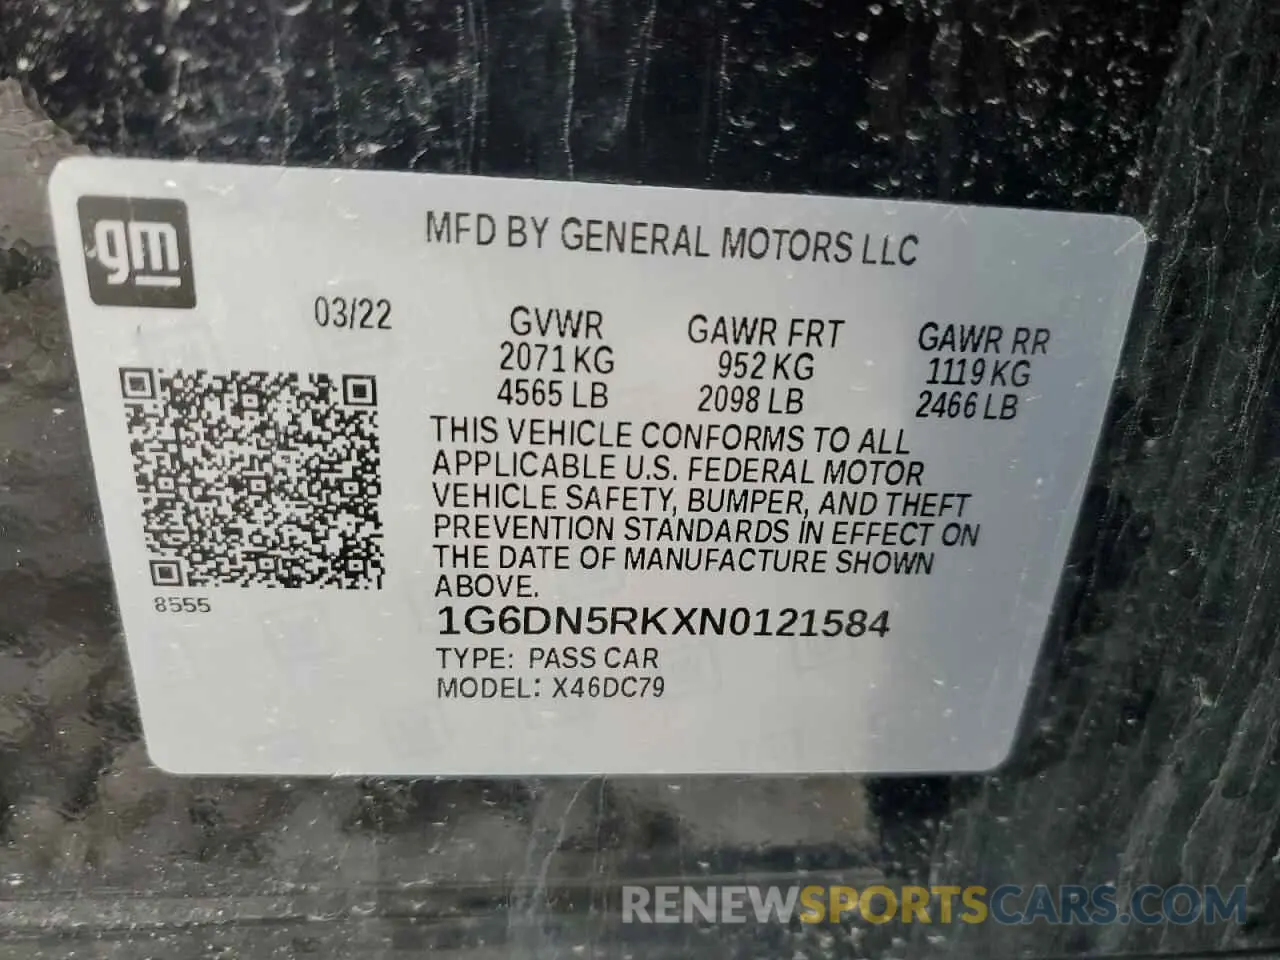 gm
MFD BY GENERAL MOTORS LLC
03/22
GVWR GAWR FRT GAWR RR
2071 KG 952 KG 1119 KG
4565 LB 2098 LB 2466 LB
THIS VEHICLE CONFORMS TO ALL
APPLICABLE U.S. FEDERAL MOTOR
VEHICLE SAFETY, BUMPER, AND THEFT
PREVENTION STANDARDS IN EFFECT ON
THE DATE OF MANUFACTURE SHOWN
ABOVE.
8555
1G6DN5RKXN0121584
TYPE: PASS CAR
MODEL: X46DC79
RENEWSPORTSCARS.COM